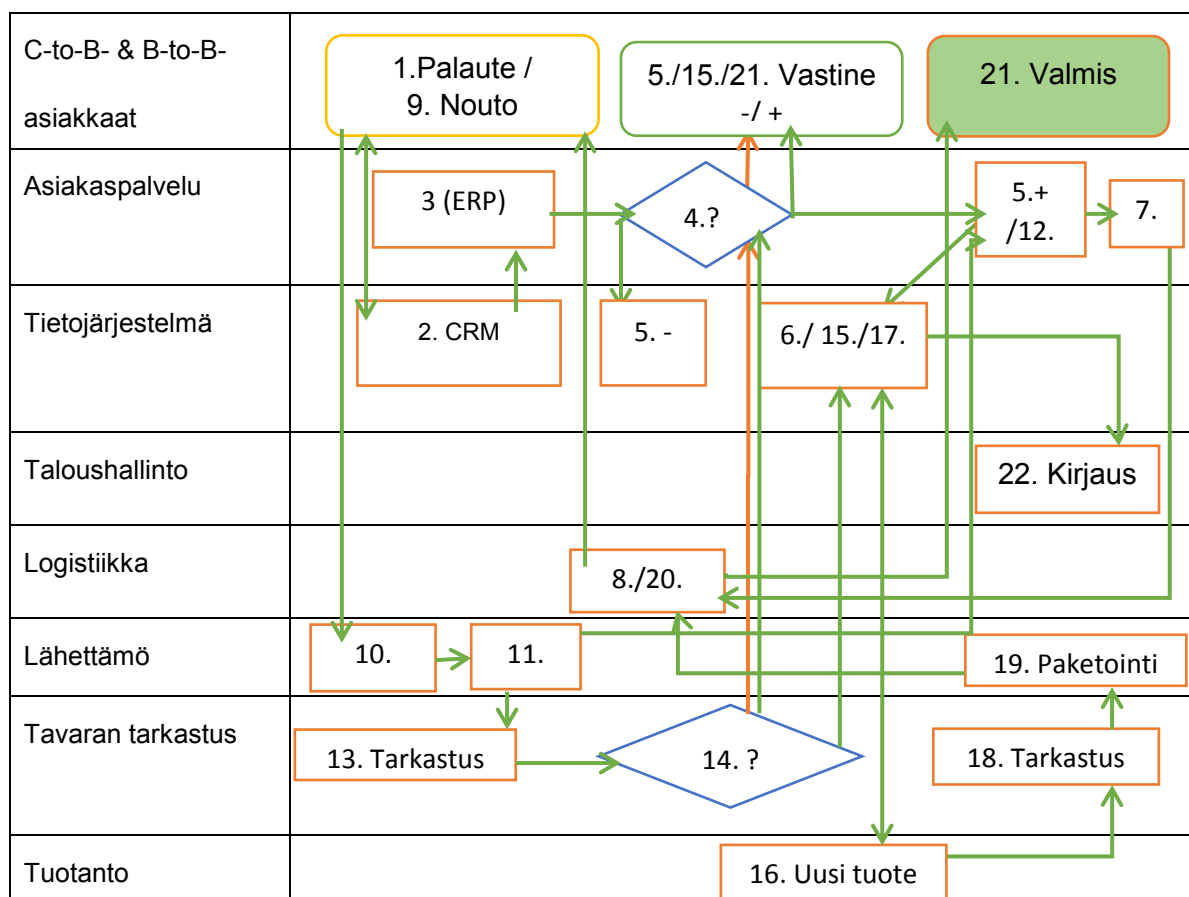 C-to-B- & B-to-B-
asiakkaat
1.Palaute /
9. Nouto
5./15./21. Vastine
-/ +
21. Valmis
Asiakaspalvelu
3 (ERP)
4.?
5.+
/12.
7.
Tietojärjestelmä
2. CRM
5. -
6./ 15./17.
Taloushallinto
22. Kirjaus
Logistiikka
8./20.
Lähettämö
10.
11.
19. Paketointi
Tavaran tarkastus
13. Tarkastus
14. ?
18. Tarkastus
Tuotanto
16. Uusi tuote